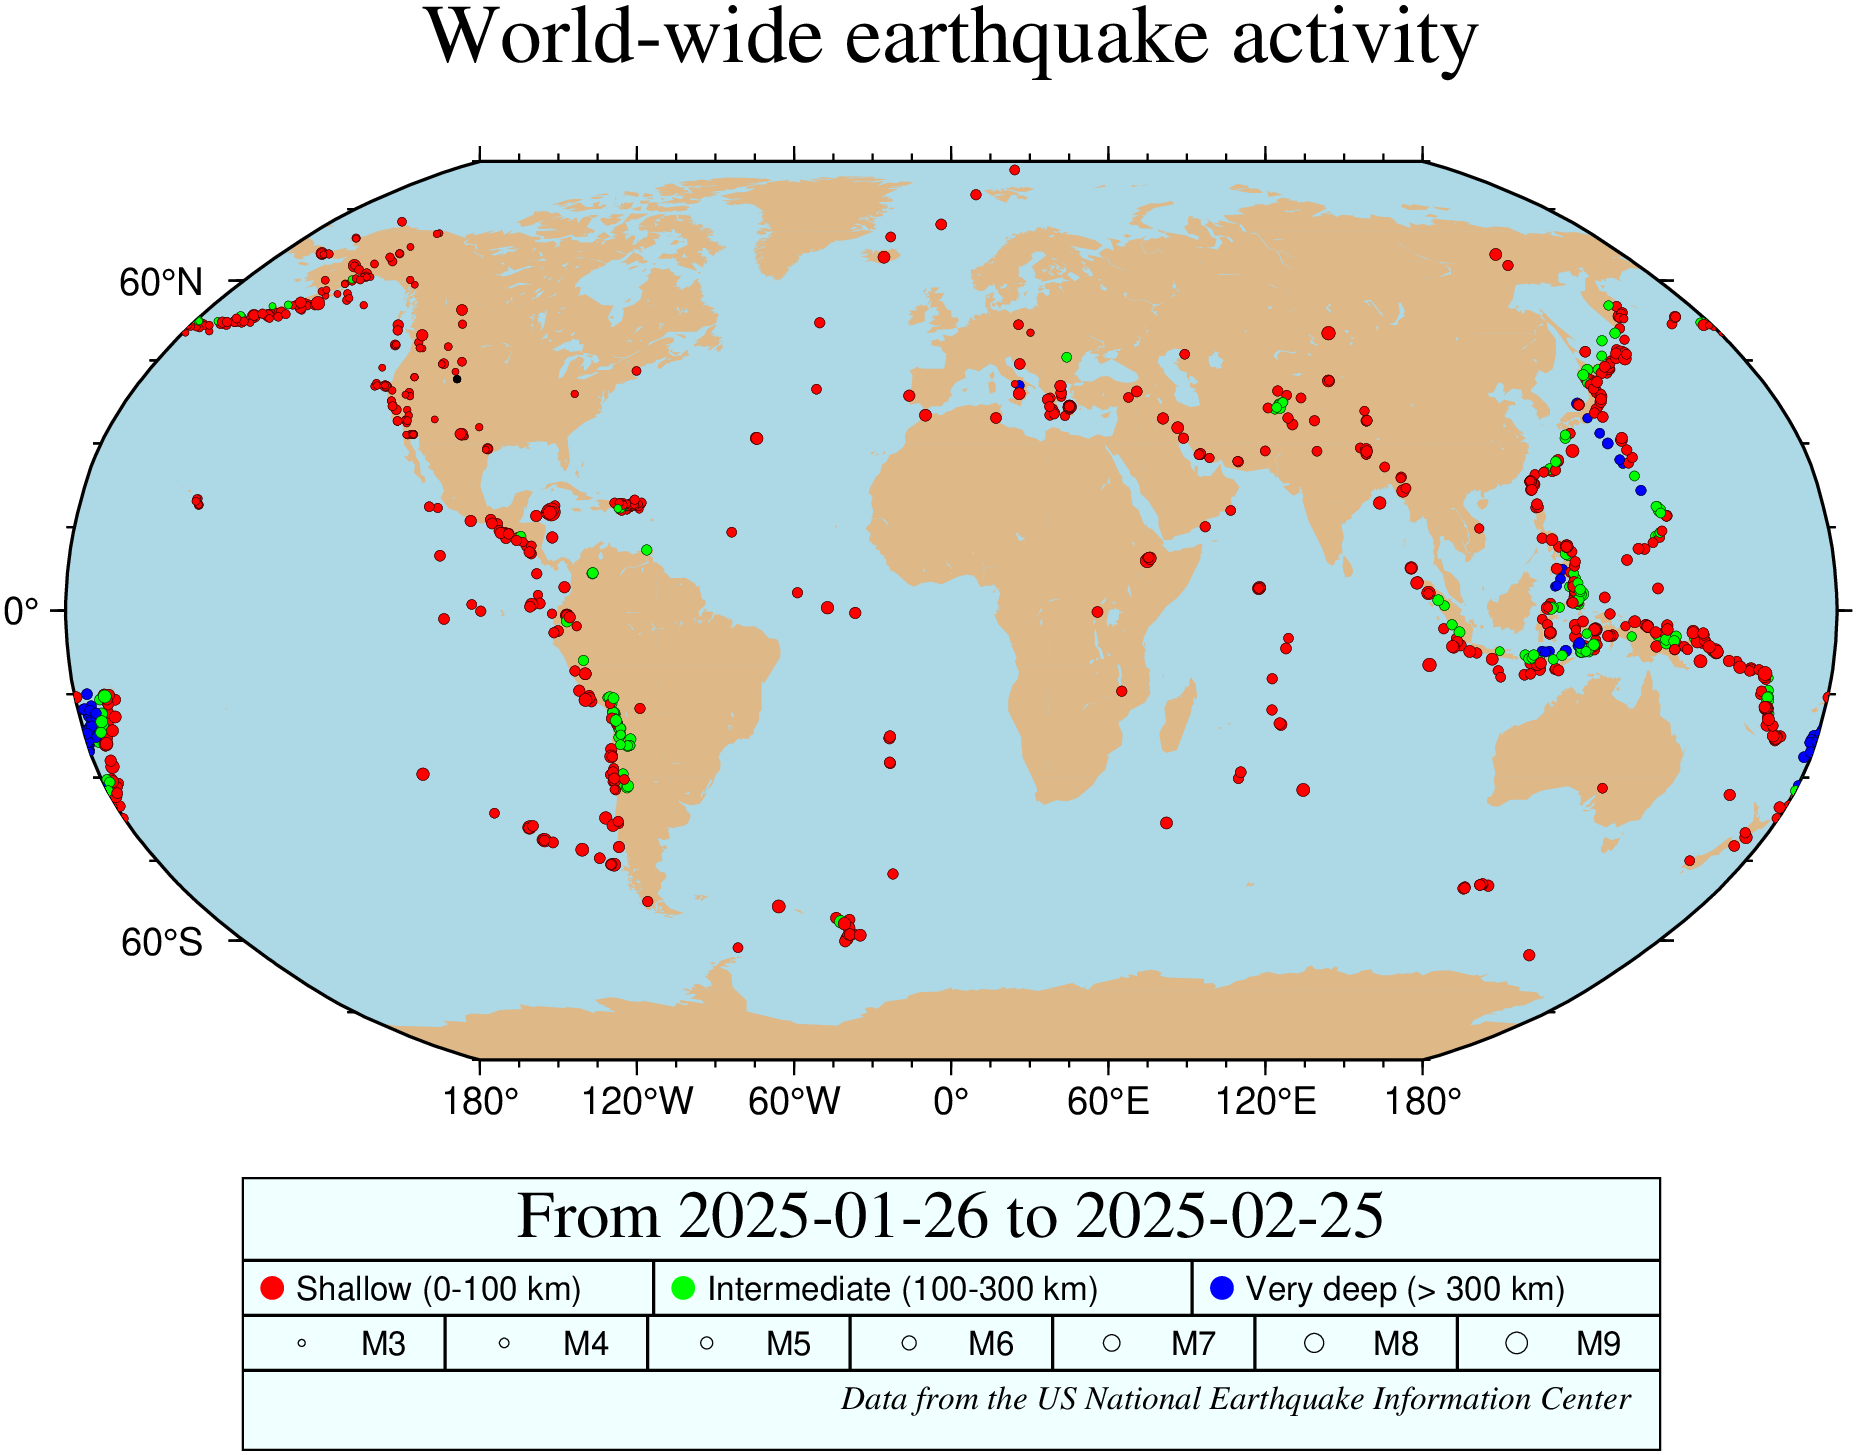 World-wide earthquake activity
60°N
0°
60°S
180° 120°W 60°W 0° 60°E 120°E 180°
From 2025-01-26 to 2025-02-25
Shallow (0-100 km) Intermediate (100-300 km) Very deep (> 300 km)
M3 M4 M5 M6 M7 M8 M9
Data from the US National Earthquake Information Center